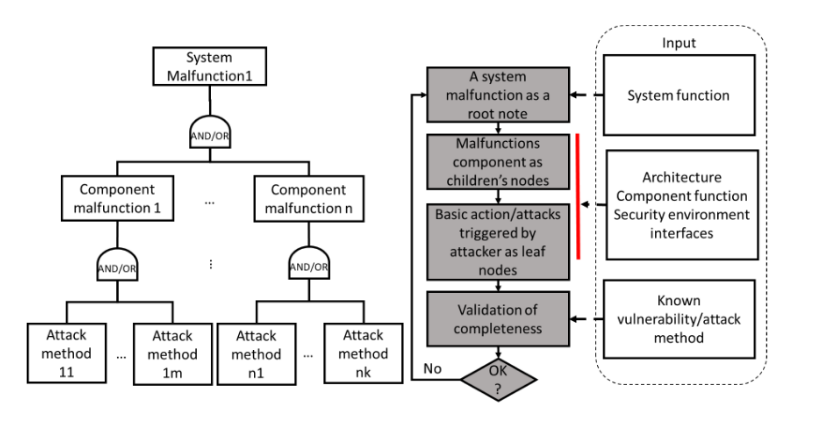 System
Malfunction1
AND/OR
Component
malfunction 1
...
Component
malfunction n
AND/OR
...
AND/OR
Attack
method
11
...
Attack
method
1m
Attack
method
n1
...
Attack
method
nk
A system
malfunction as a
root note
Malfunctions
component as
children's nodes
Basic action/attacks
triggered by
attacker as leaf
nodes
Validation of
completeness
No
OK
?
Input
System function
Architecture
Component function
Security environment
interfaces
Known
vulnerability/attack
method